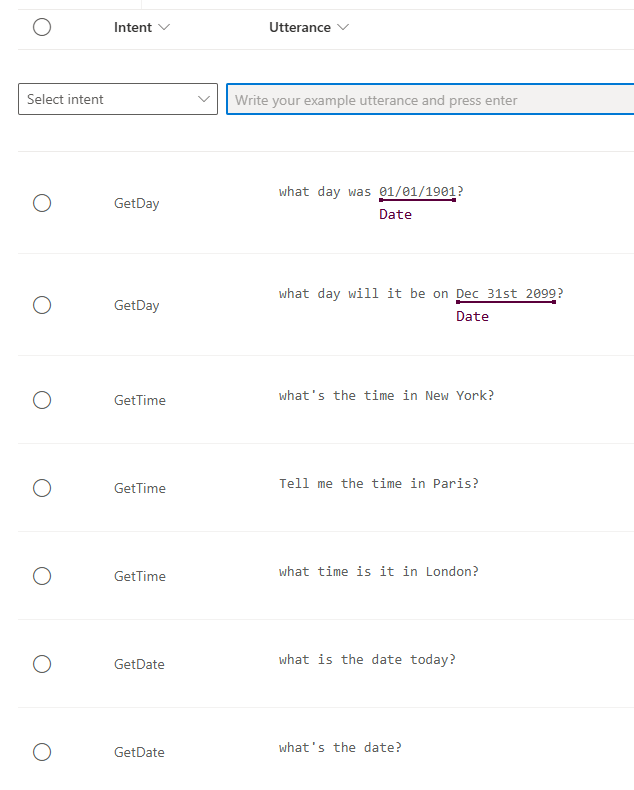 Intent Utterance
Select intent Write your example utterance and press enter
what day was 01/01/1901?
GetDay
Date
what day will it be on Dec 31st 2099?
GetDay
Date
what's the time in New York?
GetTime
Tell me the time in Paris?
GetTime
what time is it in London?
GetTime
what is the date today?
GetDate
what's the date?
GetDate